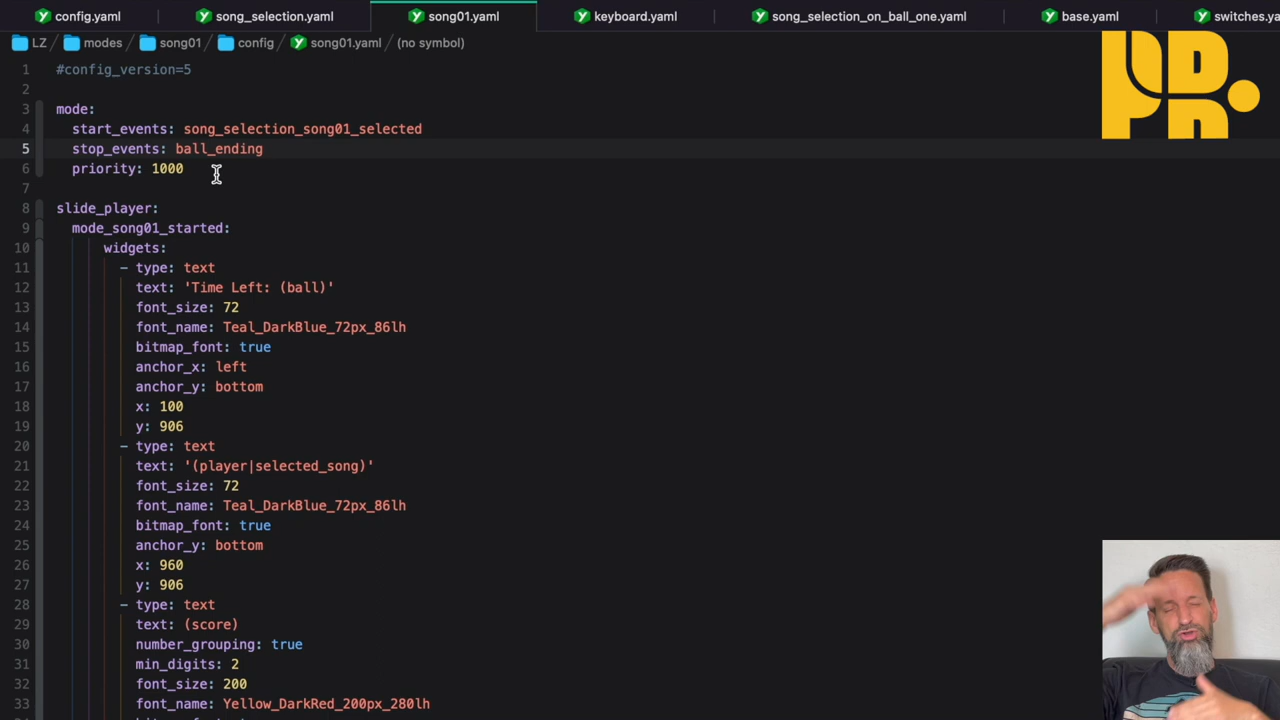 config.yaml song_selection.yaml song01.yaml keyboard.yaml song_selection_on_ball_one.yaml base.yaml switches.ya
LZ modes song01 config song01.yaml (no symbol)
1 #config_version=5
2
3 mode:
4 start_events: song_selection_song01_selected
5 stop_events: ball_ending
6 priority: 1000
7
8 slide_player:
9 mode_song01_started:
10 widgets:
11 - type: text
12 text: 'Time Left: (ball)'
13 font_size: 72
14 font_name: Teal_DarkBlue_72px_86lh
15 bitmap_font: true
16 anchor_x: left
17 anchor_y: bottom
18 x: 100
19 y: 906
20 - type: text
21 text: '(player|selected_song)'
22 font_size: 72
23 font_name: Teal_DarkBlue_72px_86lh
24 bitmap_font: true
25 anchor_y: bottom
26 x: 960
27 y: 906
28 - type: text
29 text: (score)
30 number_grouping: true
31 min_digits: 2
32 font_size: 200
33 font_name: Yellow_DarkRed_200px_280lh